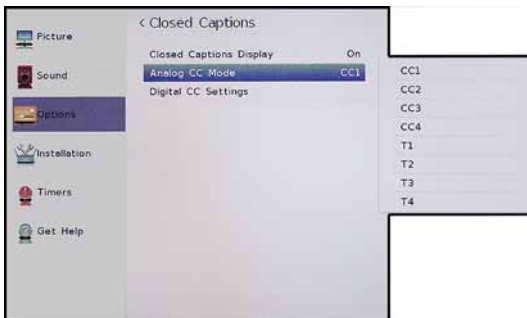 Picture
Sound
Options
Installation
Timers
Get Help
< Closed Captions
Closed Captions Display On
Analog CC Mode CC1
Digital CC Settings
CC1
CC2
CC3
CC4
T1
T2
T3
T4